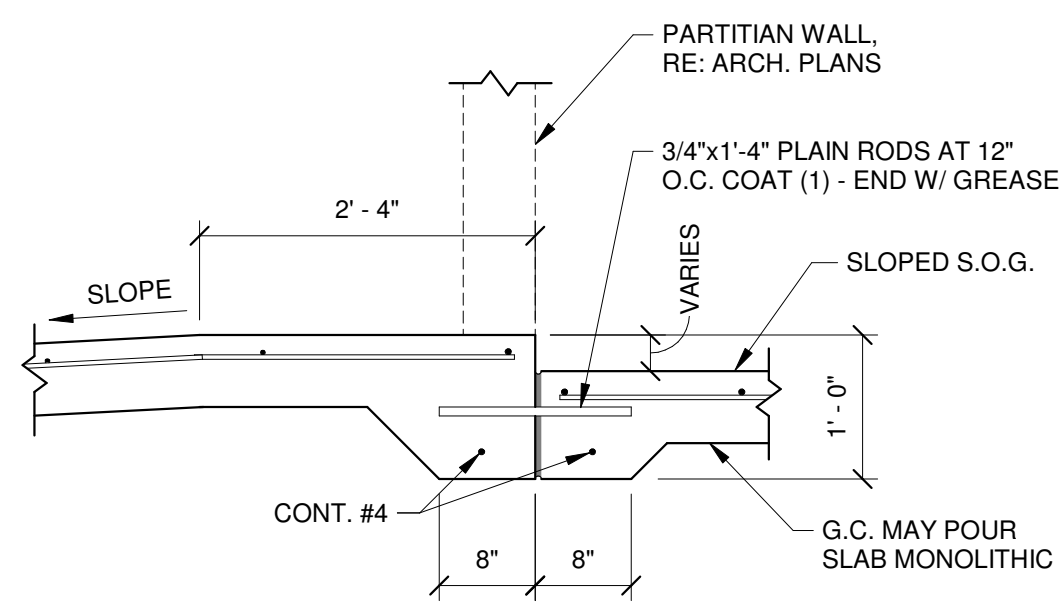 PARTITIAN WALL,
RE: ARCH. PLANS
3/4"x1'-4" PLAIN RODS AT 12"
O.C. COAT (1) - END W/ GREASE
2' - 4"
VARIES
SLOPED S.O.G.
SLOPE
1' - 0"
CONT. #4
G.C. MAY POUR
SLAB MONOLITHIC
8"
8"